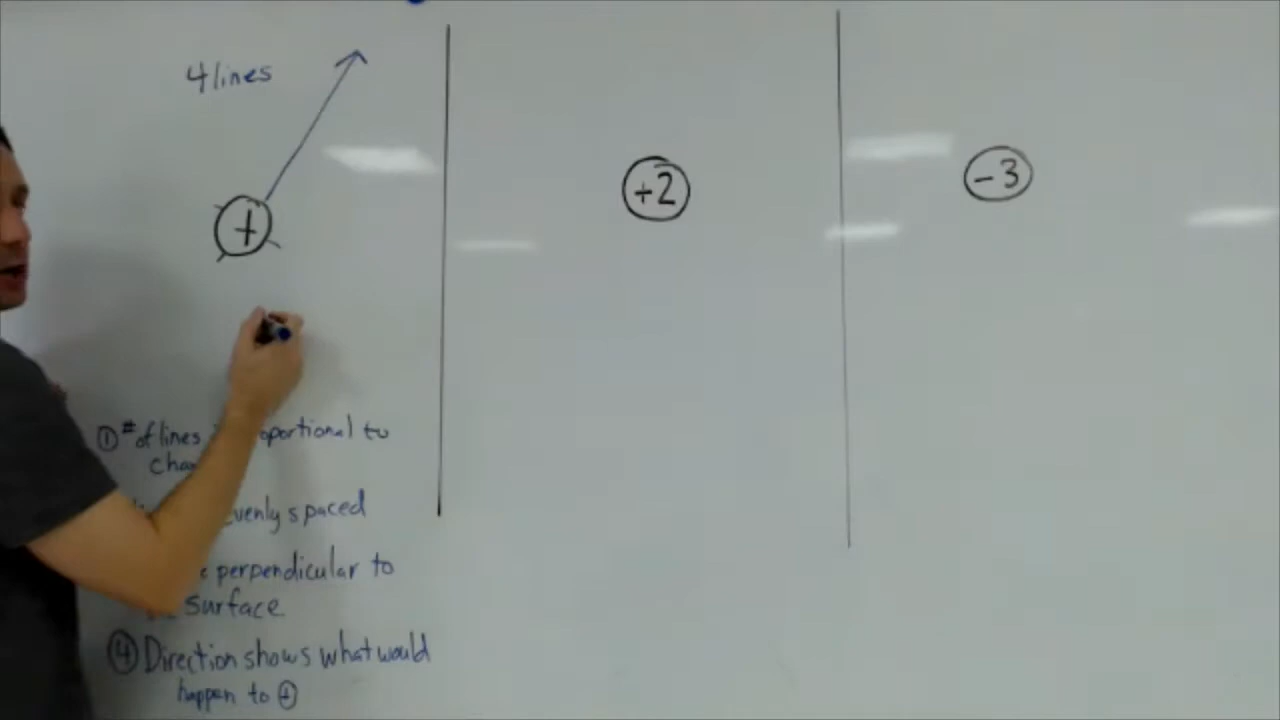 4 lines
+
+2
-3
① # of lines oportional to
cha
evenly spaced
perpendicular to
surface
④ Direction shows what would
happen to ⊕